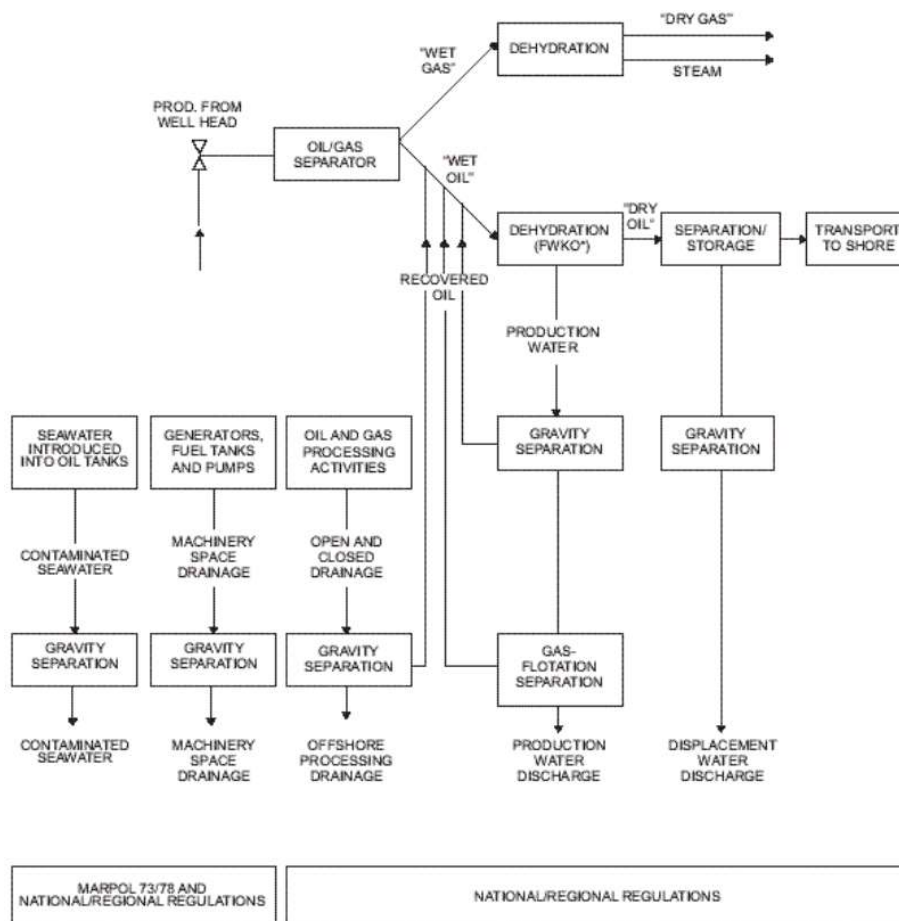 "DRY GAS"
"WET
GAS"
DEHYDRATION
STEAM
PROD. FROM
WELL HEAD
OIL/GAS
SEPARATOR
"WET
OIL"
"DRY
OIL"
DEHYDRATION
(FWKO*)
SEPARATION/
STORAGE
TRANSPORT
TO SHORE
RECOVERED
OIL
PRODUCTION
WATER
SEAWATER
INTRODUCED
INTO OIL TANKS
GENERATORS,
FUEL TANKS
AND PUMPS
OIL AND GAS
PROCESSING
ACTIVITIES
GRAVITY
SEPARATION
GRAVITY
SEPARATION
CONTAMINATED
SEAWATER
MACHINERY
SPACE
DRAINAGE
OPEN AND
CLOSED
DRAINAGE
GRAVITY
SEPARATION
GRAVITY
SEPARATION
GRAVITY
SEPARATION
GAS-
FLOTATION
SEPARATION
CONTAMINATED
SEAWATER
MACHINERY
SPACE
DRAINAGE
OFFSHORE
PROCESSING
DRAINAGE
PRODUCTION
WATER
DISCHARGE
DISPLACEMENT
WATER
DISCHARGE
MARPOL 73/78 AND
NATIONAL/REGIONAL REGULATIONS
NATIONAL/REGIONAL REGULATIONS